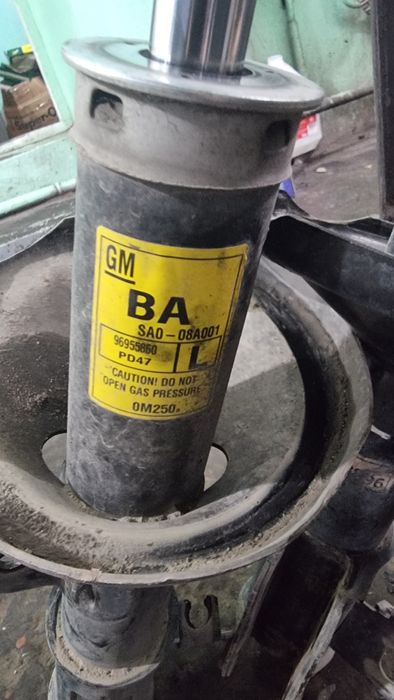 GM
BA
SA0-08A001
96955860
PD47
L
CAUTION! DO NOT
OPEN GAS PRESSURE
0M250